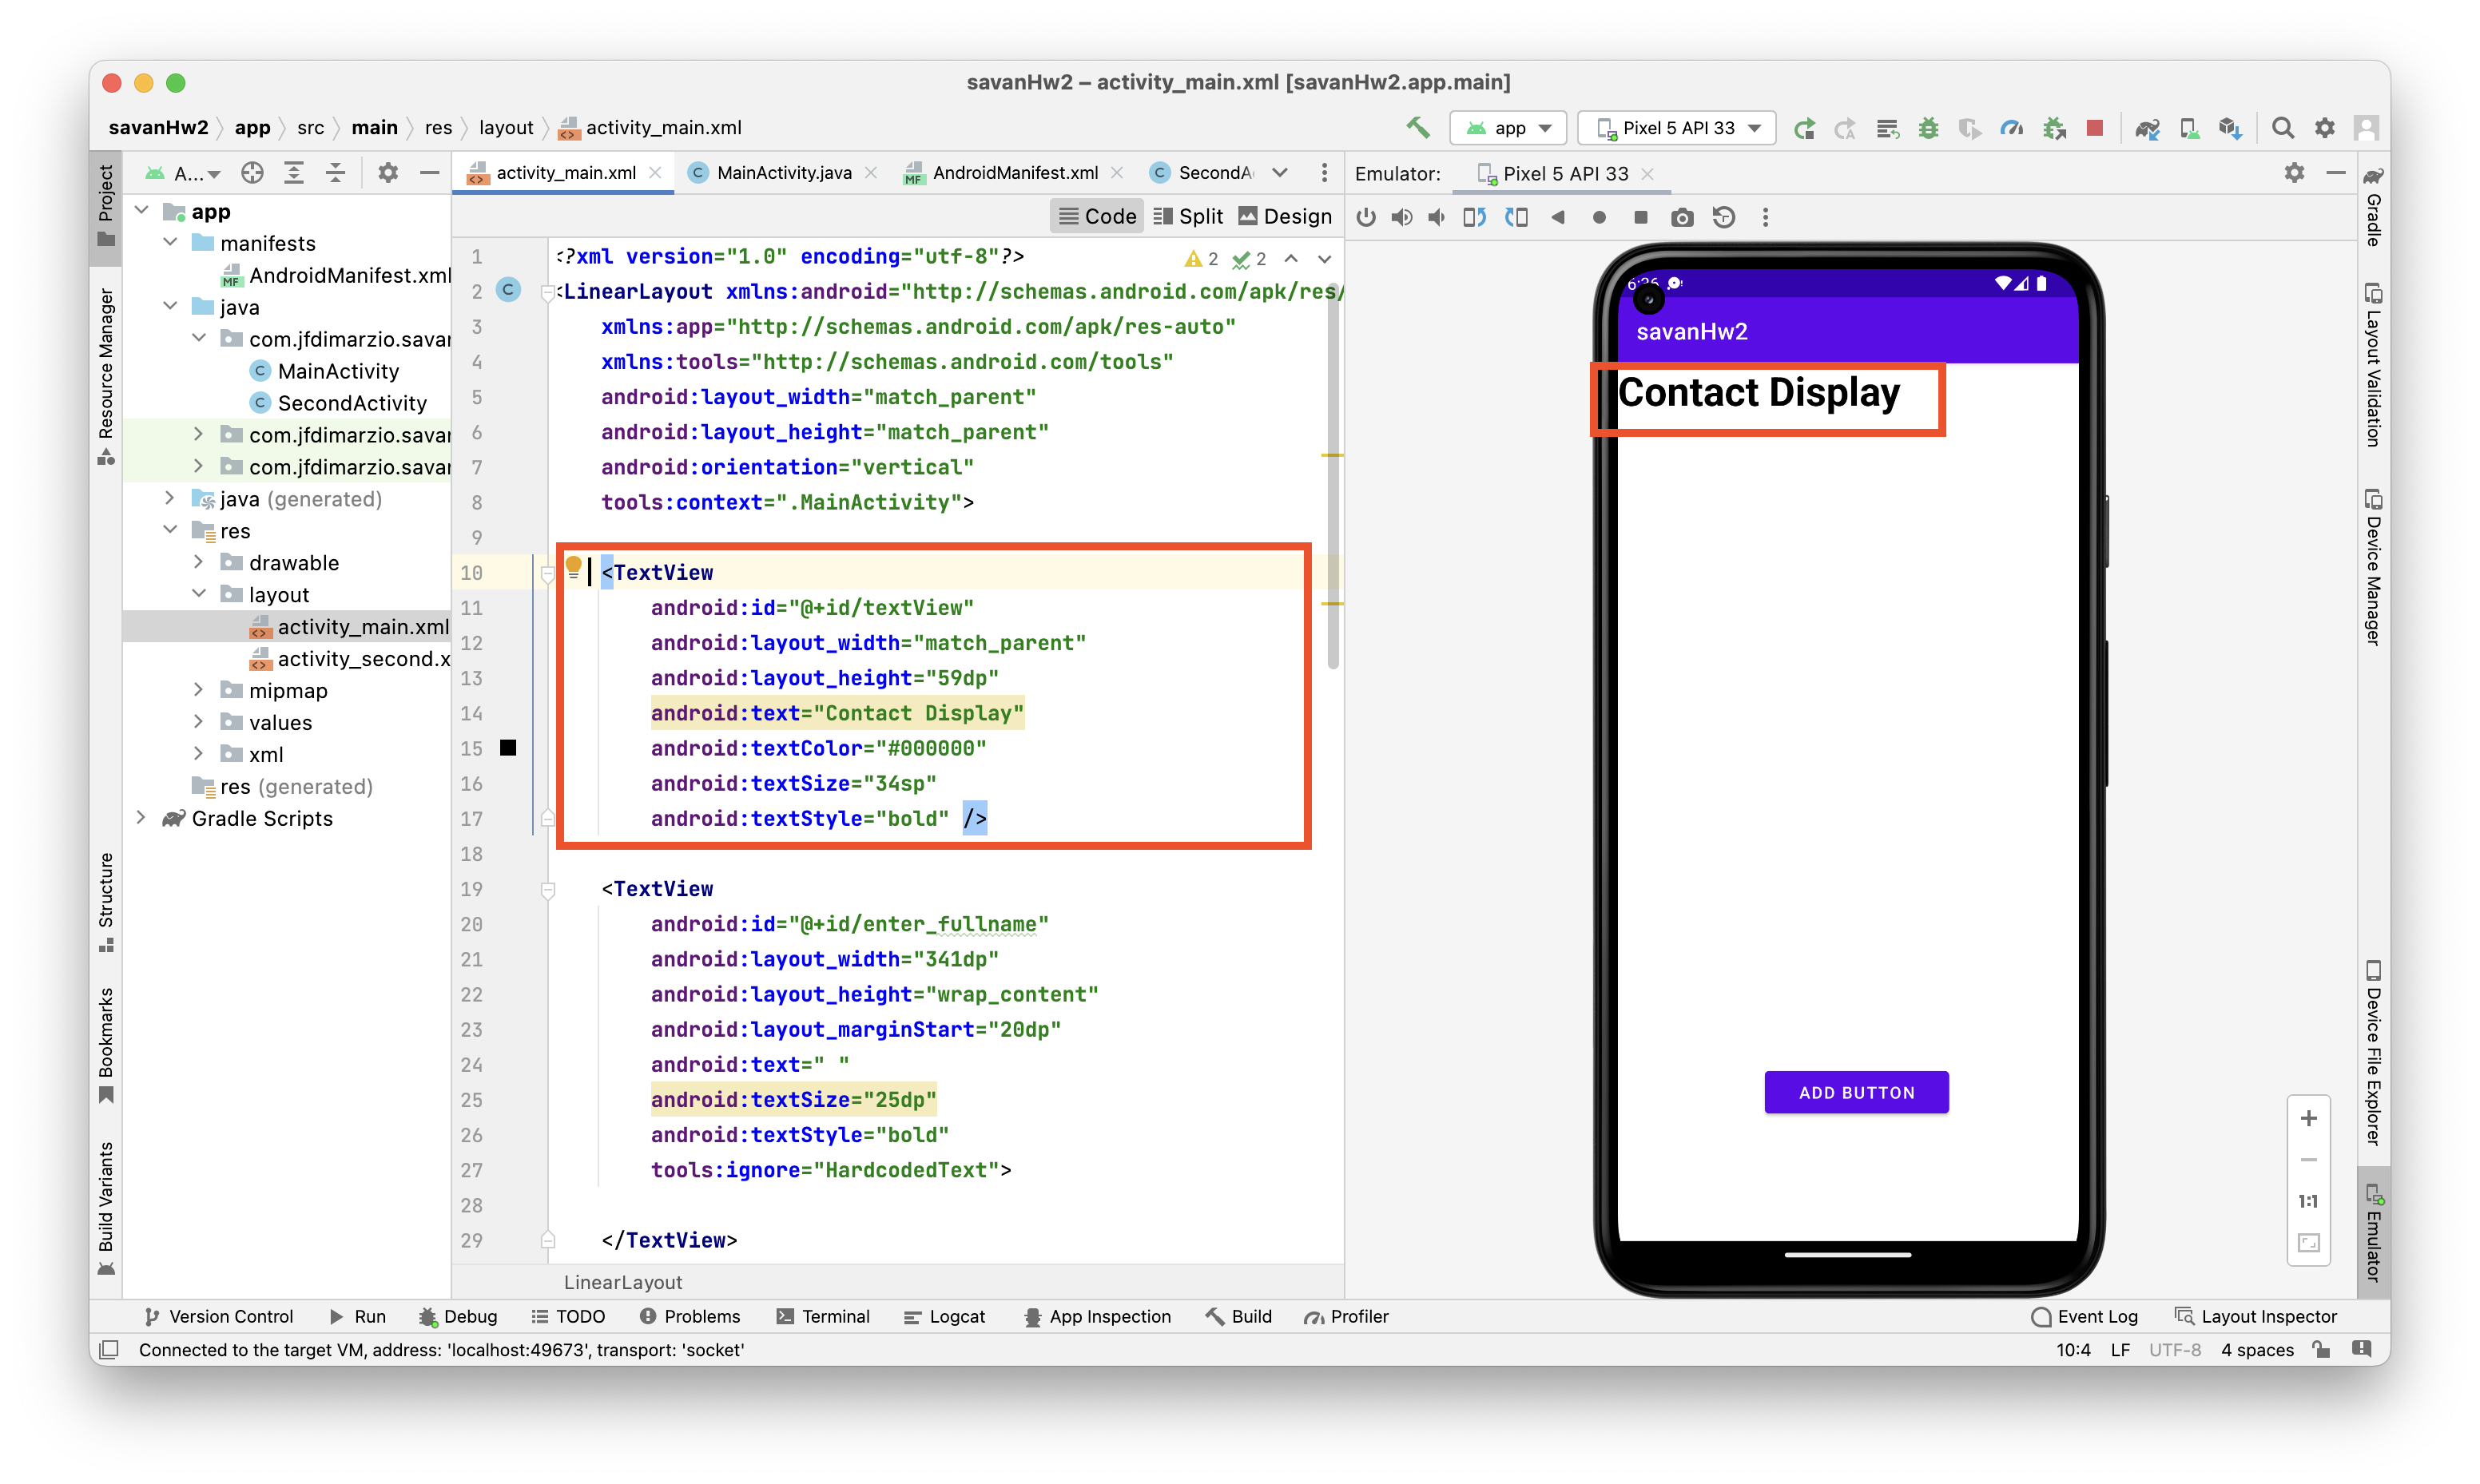 savanHw2 – activity_main.xml [savanHw2.app.main]
savanHw2 app src main res layout activity_main.xml
app
Pixel 5 API 33
Project
Resource Manager
Structure
Bookmarks
Build Variants
A...
app
manifests
AndroidManifest.xml
java
com.jfdimarzio.savan
MainActivity
SecondActivity
com.jfdimarzio.savan
com.jfdimarzio.savan
java (generated)
res
drawable
layout
activity_main.xml
activity_second.x
mipmap
values
xml
res (generated)
Gradle Scripts
activity_main.xml MainActivity.java AndroidManifest.xml SecondA
Code Split Design
2 2
1 <?xml version="1.0" encoding="utf-8"?>
2 <LinearLayout xmlns:android="http://schemas.android.com/apk/res/
3 xmlns:app="http://schemas.android.com/apk/res-auto"
4 xmlns:tools="http://schemas.android.com/tools"
5 android:layout_width="match_parent"
6 android:layout_height="match_parent"
7 android:orientation="vertical"
8 tools:context=".MainActivity">
9
10 <TextView
11 android:id="@+id/textView"
12 android:layout_width="match_parent"
13 android:layout_height="59dp"
14 android:text="Contact Display"
15 android:textColor="#000000"
16 android:textSize="34sp"
17 android:textStyle="bold" />
18
19 <TextView
20 android:id="@+id/enter_fullname"
21 android:layout_width="341dp"
22 android:layout_height="wrap_content"
23 android:layout_marginStart="20dp"
24 android:text=" "
25 android:textSize="25dp"
26 android:textStyle="bold"
27 tools:ignore="HardcodedText">
28
29 </TextView>
LinearLayout
Emulator: Pixel 5 API 33
savanHw2
Contact Display
ADD BUTTON
1:1
Gradle
Layout Validation
Device Manager
Device File Explorer
Emulator
Version Control Run Debug TODO Problems Terminal Logcat App Inspection Build Profiler Event Log Layout Inspector
Connected to the target VM, address: 'localhost:49673', transport: 'socket' 10:4 LF UTF-8 4 spaces